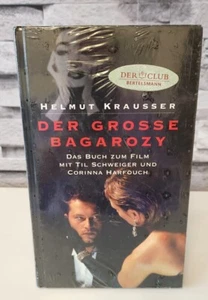 DER CLUB
BERTELSMANN
HELMUT KRAUSSER
DER GROSSE
BAGAROZY
DAS BUCH ZUM FILM
MIT TIL SCHWEIGER UND
CORINNA HARFOUCH